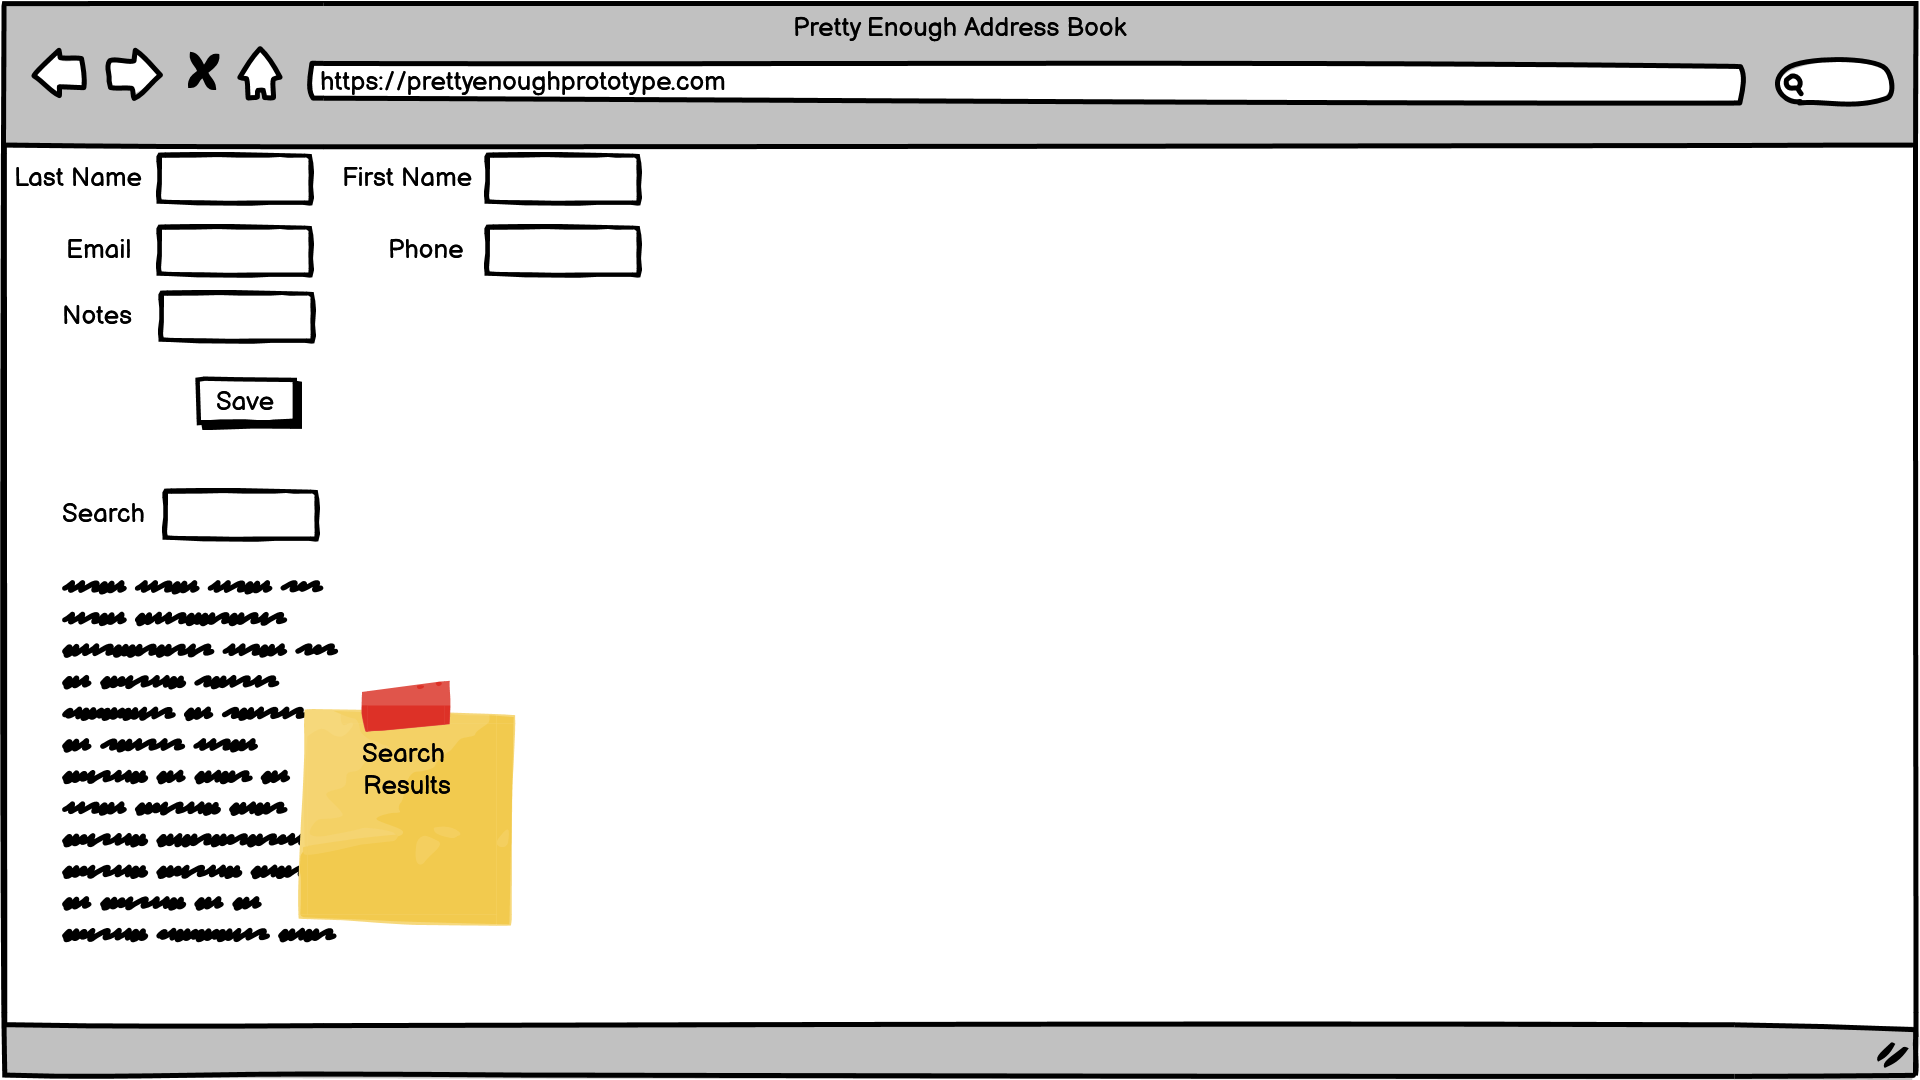 Pretty Enough Address Book
https://prettyenoughprototype.com
Last Name First Name
Email Phone
Notes
Save
Search
Search
Results